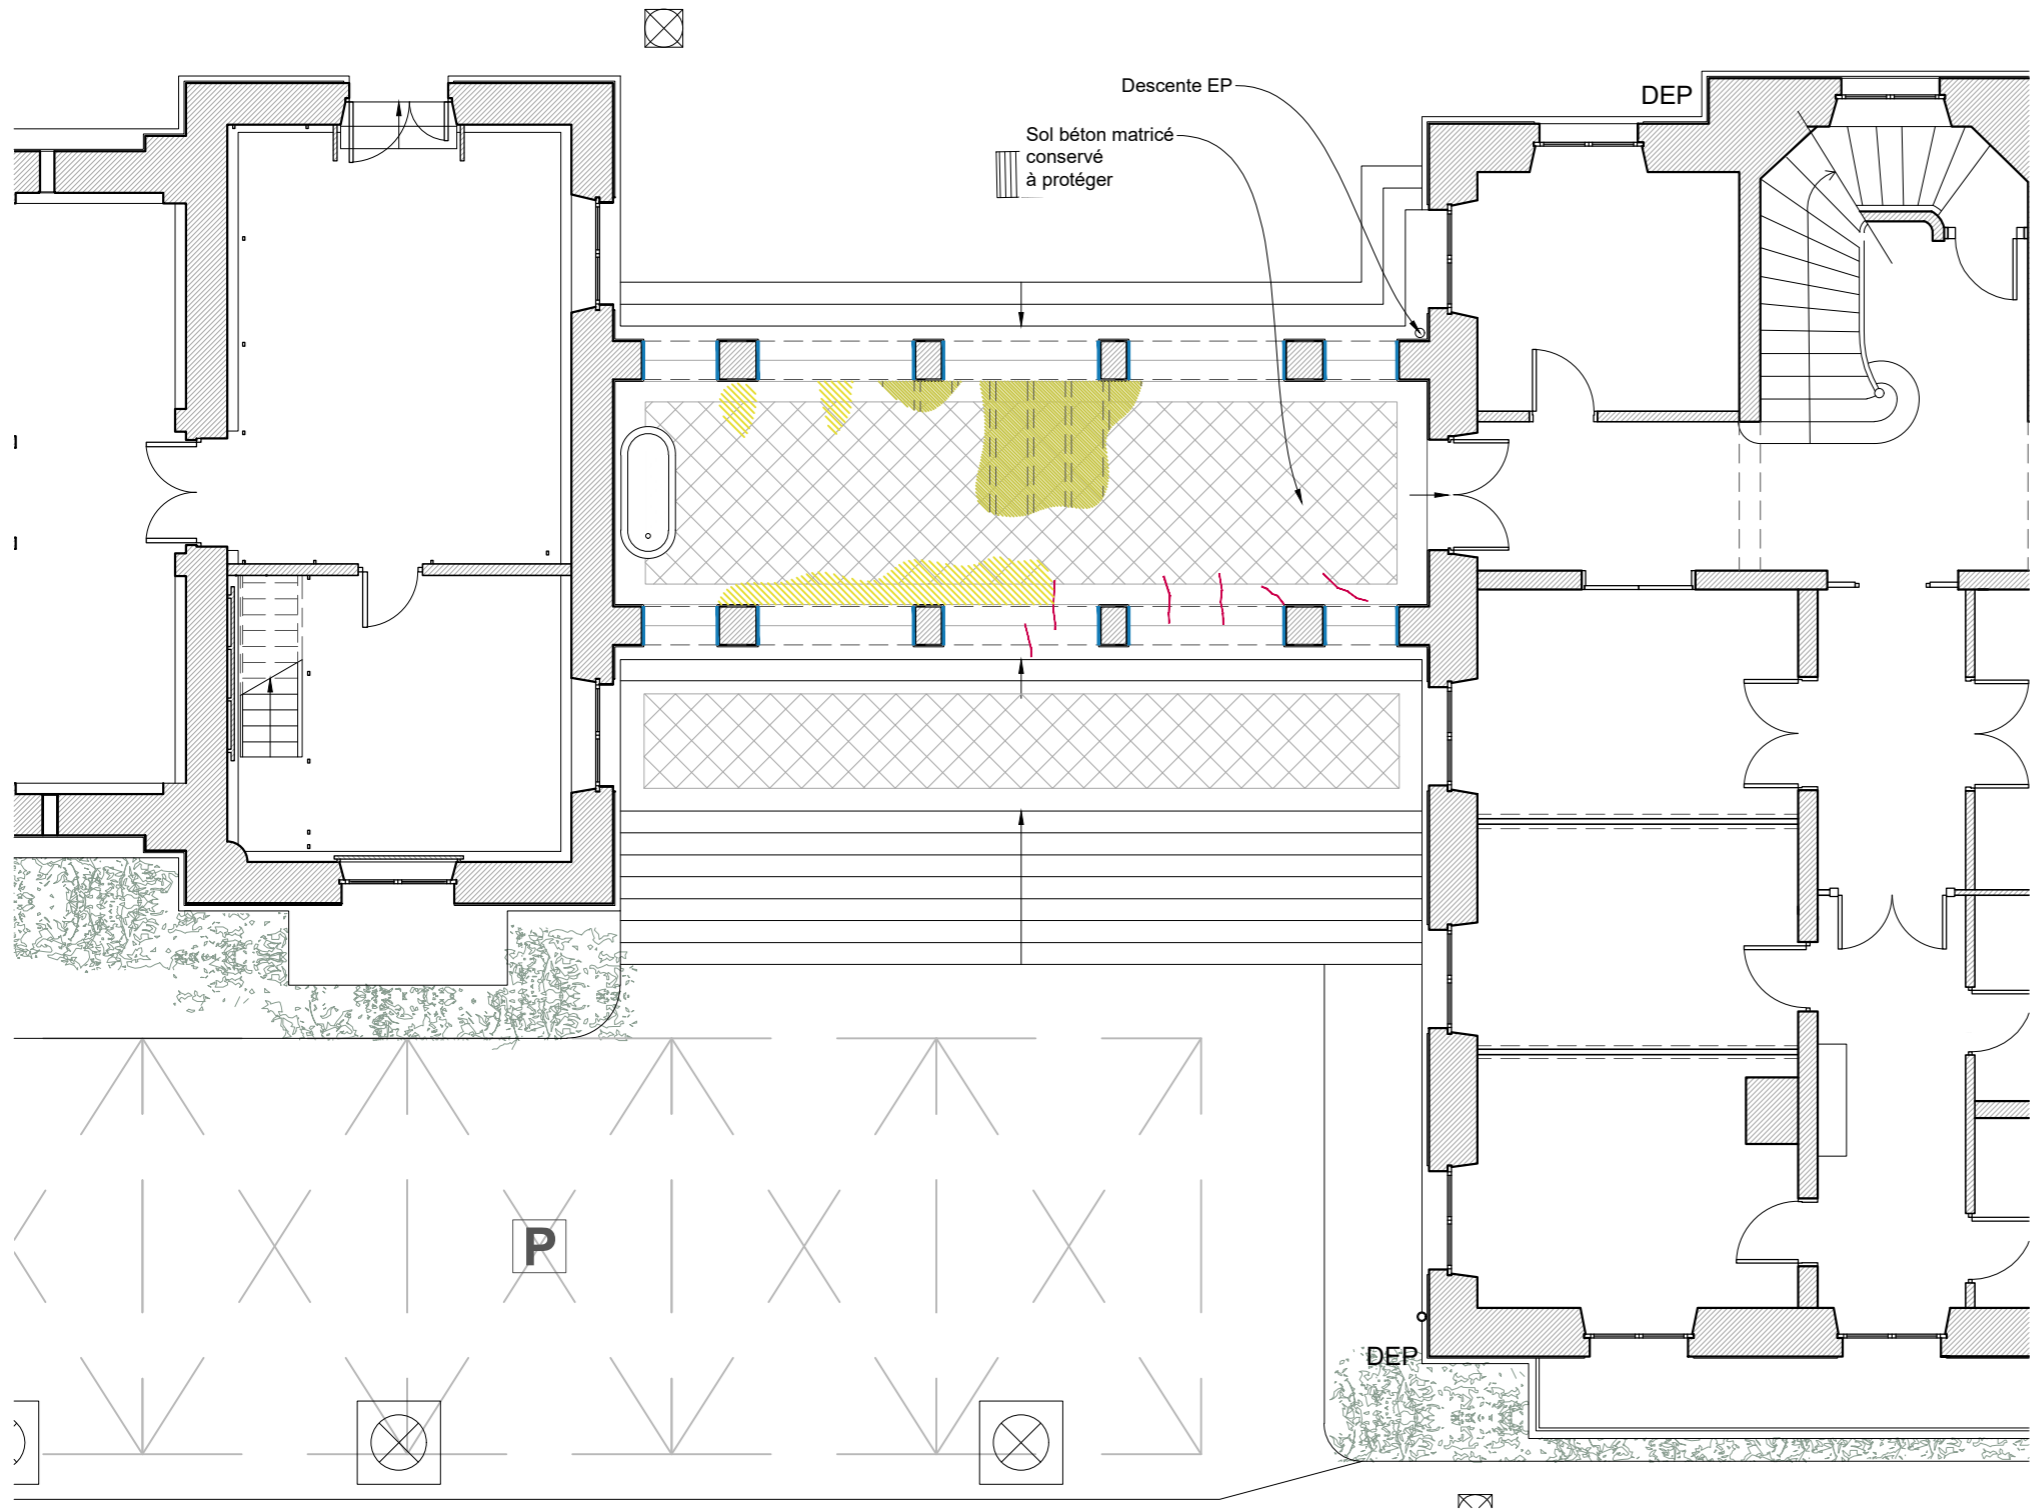 Descente EP
DEP
Sol béton matricé
conservé
à protéger
P
DEP